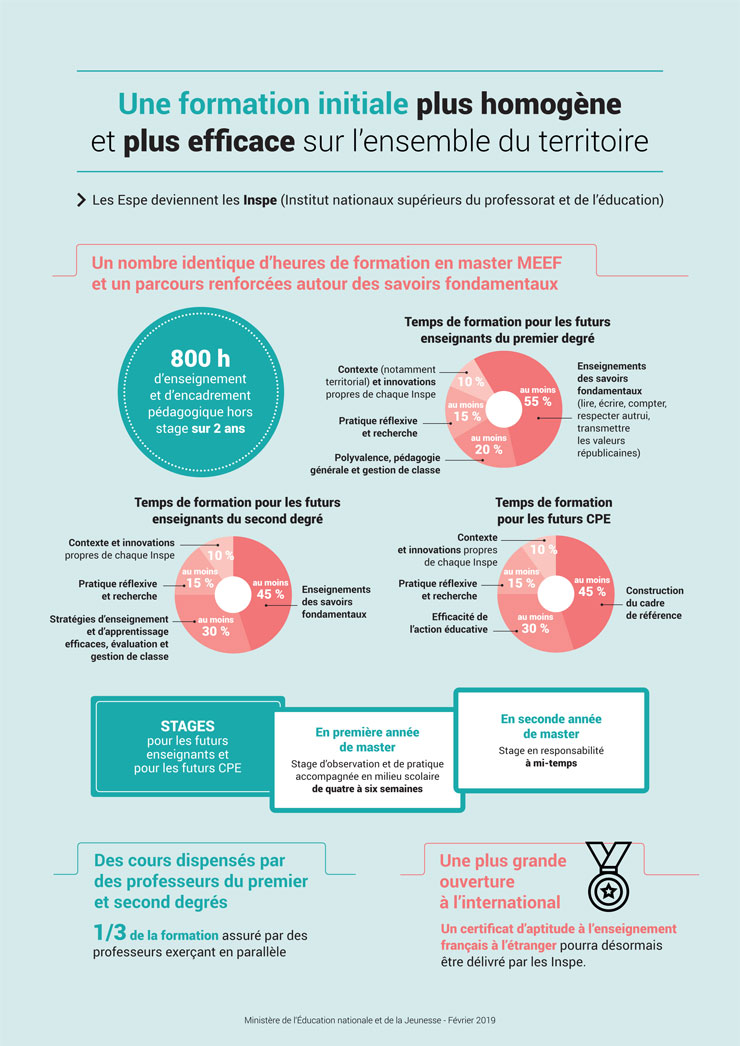 Une formation initiale plus homogène
et plus efficace sur l'ensemble du territoire
Les Espe deviennent les Inspe (Institut nationaux supérieurs du professorat et de l'éducation)
Un nombre identique d'heures de formation en master MEEF
et un parcours renforcées autour des savoirs fondamentaux
800 h
d'enseignement
et d'encadrement
pédagogique hors
stage sur 2 ans
Temps de formation pour les futurs
enseignants du premier degré
Contexte (notamment
territorial) et innovations
propres de chaque Inspe
10 %
Pratique réflexive
et recherche
au moins
15 %
Polyvalence, pédagogie
générale et gestion de classe
au moins
20 %
au moins
55 %
Enseignements
des savoirs
fondamentaux
(lire, écrire, compter,
respecter autrui,
transmettre
les valeurs
républicaines)
Temps de formation pour les futurs
enseignants du second degré
Contexte et innovations
propres de chaque Inspe
10 %
Pratique réflexive
et recherche
au moins
15 %
Stratégies d'enseignement
et d'apprentissage
efficaces, évaluation et
gestion de classe
au moins
30 %
au moins
45 %
Enseignements
des savoirs
fondamentaux
Temps de formation
pour les futurs CPE
Contexte
et innovations propres
de chaque Inspe
10 %
Pratique réflexive
et recherche
au moins
15 %
Efficacité de
l'action éducative
au moins
30 %
au moins
45 %
Construction
du cadre
de référence
STAGES
pour les futurs
enseignants et
pour les futurs CPE
En première année
de master
Stage d'observation et de pratique
accompagnée en milieu scolaire
de quatre à six semaines
En seconde année
de master
Stage en responsabilité
à mi-temps
Des cours dispensés par
des professeurs du premier
et second degrés
1/3 de la formation assuré par des
professeurs exerçant en parallèle
Une plus grande
ouverture
à l'international
Un certificat d'aptitude à l'enseignement
français à l'étranger pourra désormais
être délivré par les Inspe.
Ministère de l'Éducation nationale et de la Jeunesse - Février 2019